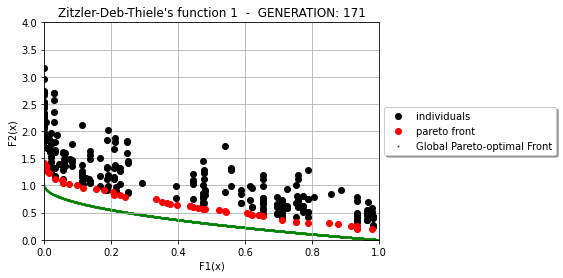 Zitzler-Deb-Thiele's function 1 - GENERATION: 171
4.0
3.5
3.0
2.5
2.0
1.5
1.0
0.5
0.0
F2(x)
0.0 0.2 0.4 0.6 0.8 1.0
F1(x)
individuals
pareto front
Global Pareto-optimal Front